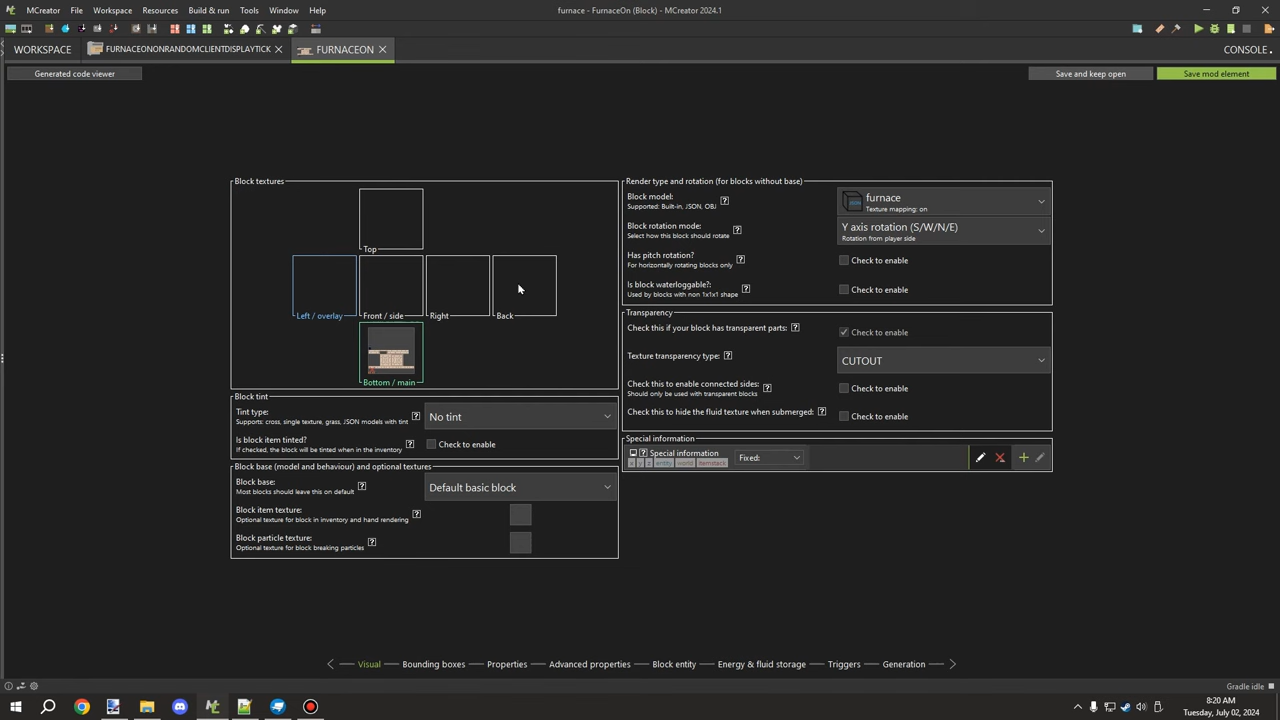 MCreator File Workspace Resources Build & run Tools Window Help
furnace - FurnaceOn (Block) - MCreator 2024.1
WORKSPACE
FURNACEONONRANDOMCLIENTDISPLAYTICK
FURNACEON
CONSOLE
Generated code viewer
Save and keep open
Save mod element
Block textures
Top
Left / overlay
Front / side
Right
Back
Bottom / main
Block tint
Tint type:
Supports: cross, single texture, grass, JSON models with tint
?
No tint
Is block item tinted?
If checked, the block will be tinted when in the inventory
?
Check to enable
Block base (model and behaviour) and optional textures
Block base:
Most blocks should leave this on default
?
Default basic block
Block item texture:
Optional texture for block in inventory and hand rendering
?
Block particle texture:
Optional texture for block breaking particles
?
Render type and rotation (for blocks without base)
Block model:
Supported: Built-in, JSON, OBJ
?
furnace
Texture mapping: on
Block rotation mode:
Select how this block should rotate
?
Y axis rotation (S/W/N/E)
Rotation from player side
Has pitch rotation?
For horizontally rotating blocks only
?
Check to enable
Is block waterloggable?:
Used by blocks with non 1x1x1 shape
?
Check to enable
Transparency
Check this if your block has transparent parts:
?
Check to enable
Texture transparency type:
?
CUTOUT
Check this to enable connected sides:
Should only be used with transparent blocks
?
Check to enable
Check this to hide the fluid texture when submerged:
?
Check to enable
Special information
? Special information
x y z entity world itemstack
Fixed:
Visual
Bounding boxes
Properties
Advanced properties
Block entity
Energy & fluid storage
Triggers
Generation
Gradle idle
8:20 AM
Tuesday, July 02, 2024